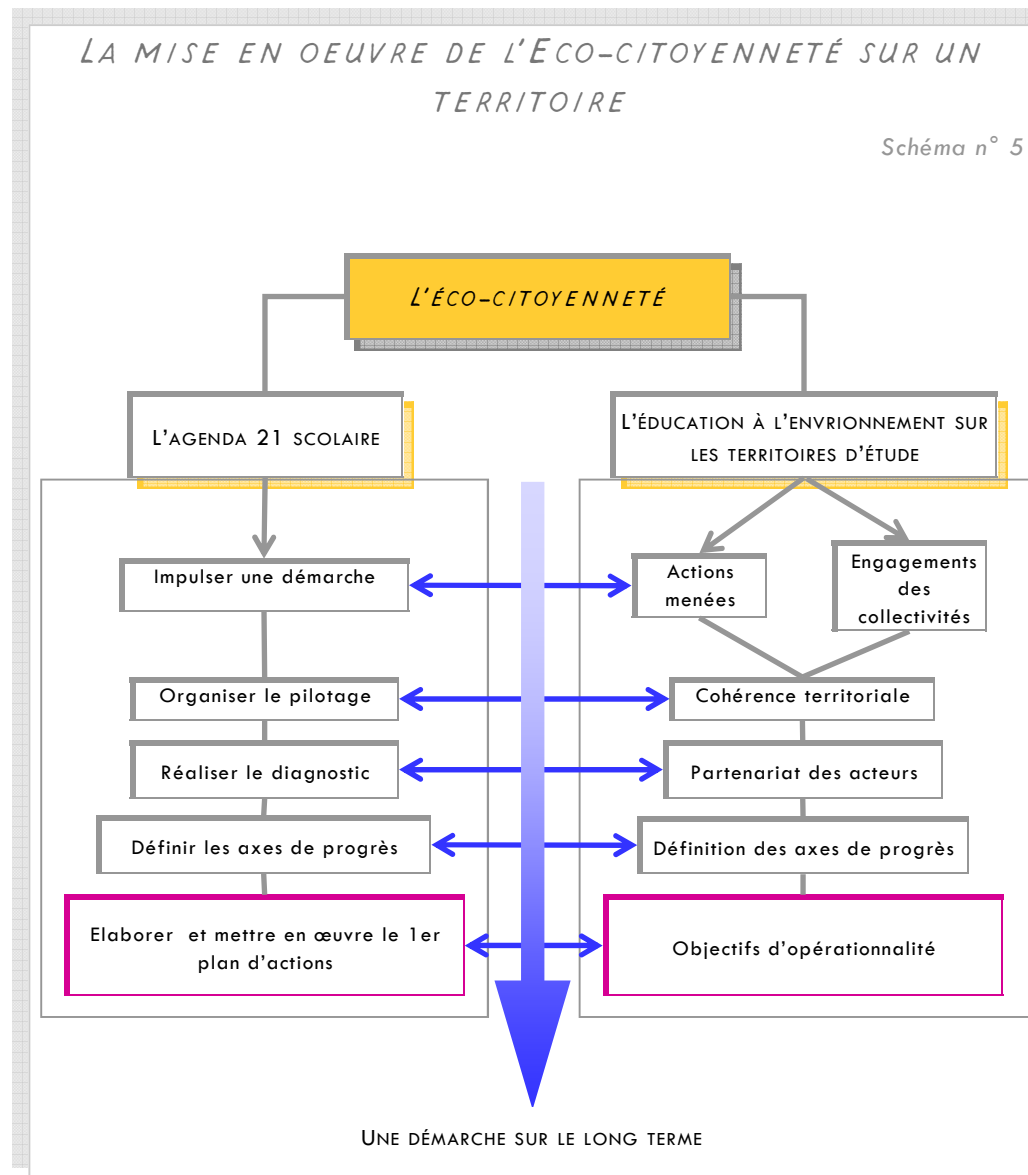 LA MISE EN OEUVRE DE L'ECO-CITOYENNETÉ SUR UN
TERRITOIRE
Schéma n° 5
L'ÉCO-CITOYENNETÉ
L'AGENDA 21 SCOLAIRE
L'ÉDUCATION À L'ENVRIONNEMENT SUR
LES TERRITOIRES D'ÉTUDE
Impulser une démarche
Actions
menées
Engagements
des
collectivités
Organiser le pilotage
Cohérence territoriale
Réaliser le diagnostic
Partenariat des acteurs
Définir les axes de progrès
Définition des axes de progrès
Elaborer et mettre en œuvre le 1er
plan d'actions
Objectifs d'opérationnalité
UNE DÉMARCHE SUR LE LONG TERME